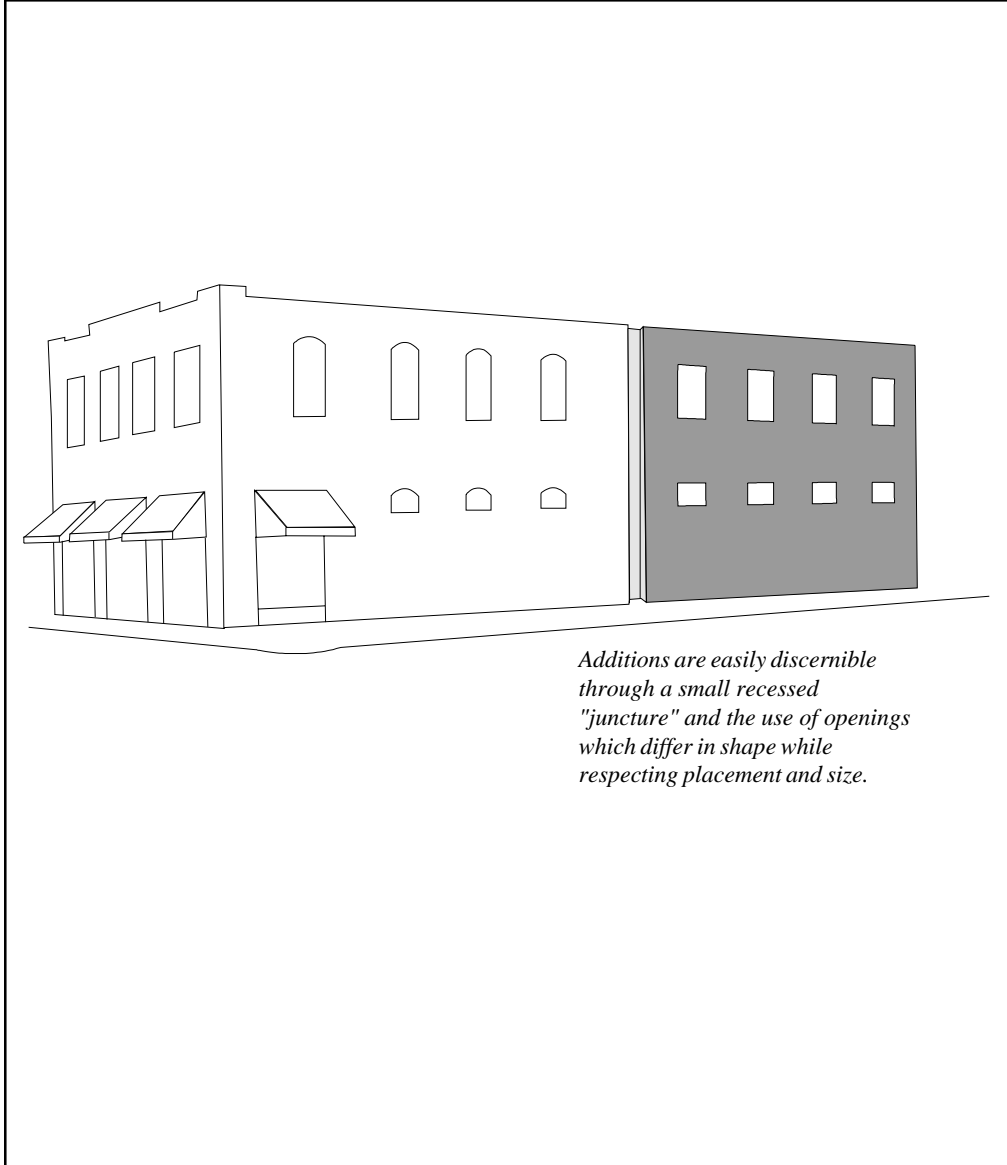 Additions are easily discernible
through a small recessed
"juncture" and the use of openings
which differ in shape while
respecting placement and size.